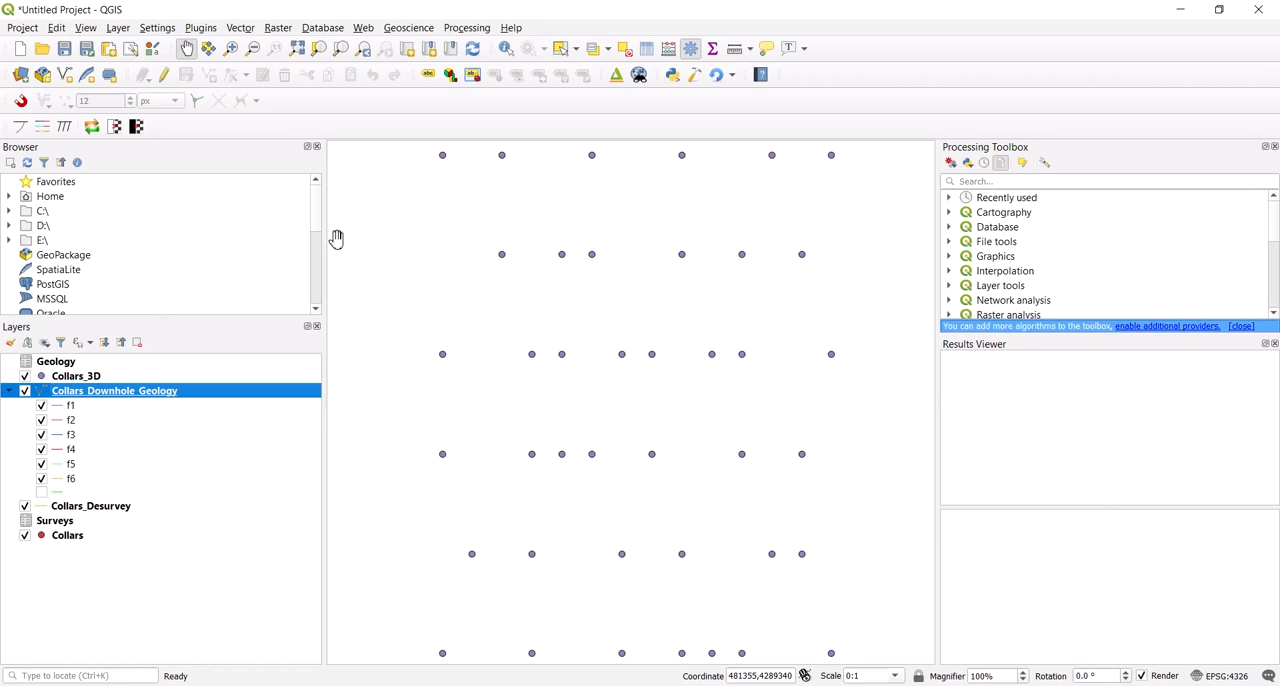 *Untitled Project - QGIS
Project Edit View Layer Settings Plugins Vector Raster Database Web Geoscience Processing Help
12 px
Browser
Processing Toolbox
Favorites
Search...
Home
Recently used
C:\
Cartography
D:\
Database
E:\
File tools
GeoPackage
Graphics
SpatiaLite
Interpolation
PostGIS
Layer tools
MSSQL
Network analysis
Oracle
Raster analysis
You can add more algorithms to the toolbox, enable additional providers. [close]
Layers
Results Viewer
Geology
Collars_3D
Collars_Downhole_Geology
f1
f2
f3
f4
f5
f6
Collars_Desurvey
Surveys
Collars
Type to locate (Ctrl+K) Ready Coordinate 481355,4289340 Scale 0:1 Magnifier 100% Rotation 0.0 ° Render EPSG:4326